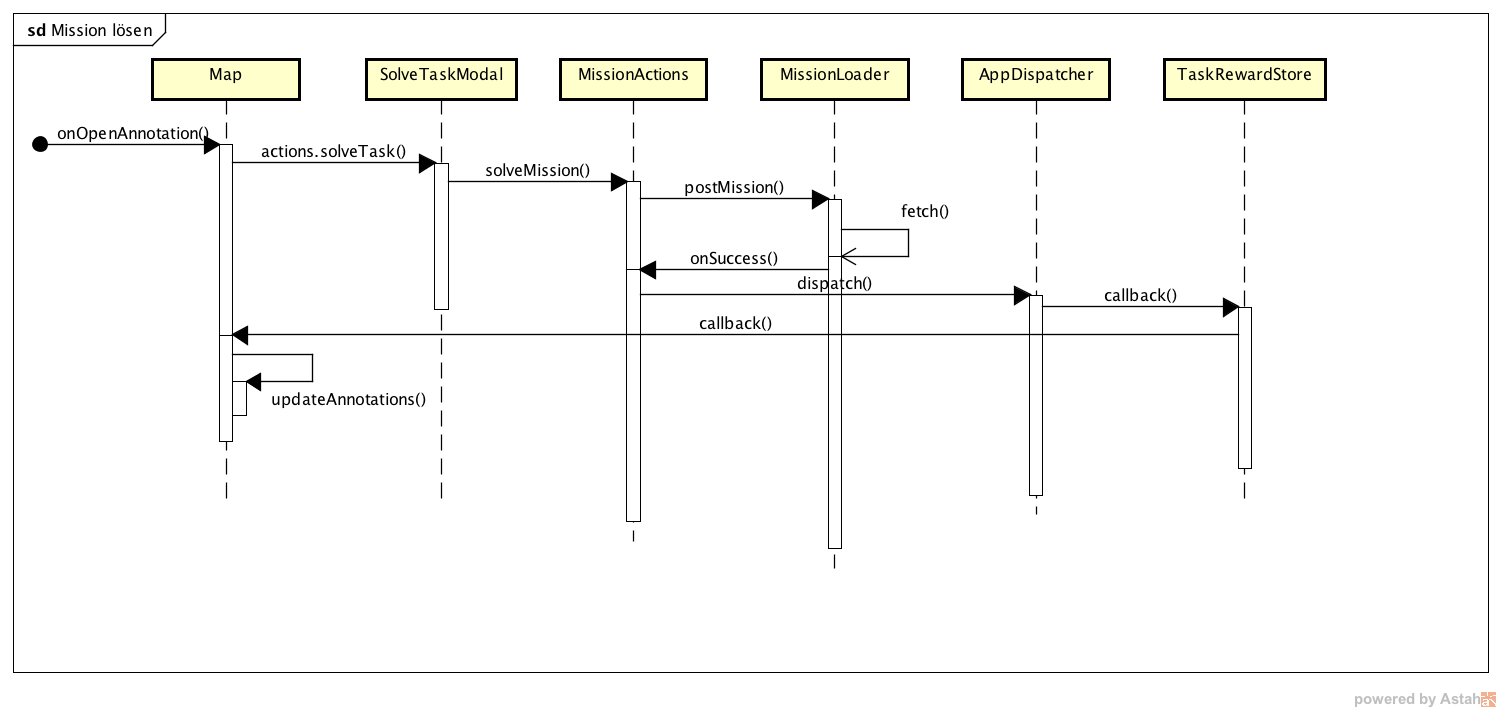 sd Mission lösen
Map
SolveTaskModal
MissionActions
MissionLoader
AppDispatcher
TaskRewardStore
onOpenAnnotation()
actions.solveTask()
solveMission()
postMission()
fetch()
onSuccess()
dispatch()
callback()
callback()
updateAnnotations()
powered by Astah